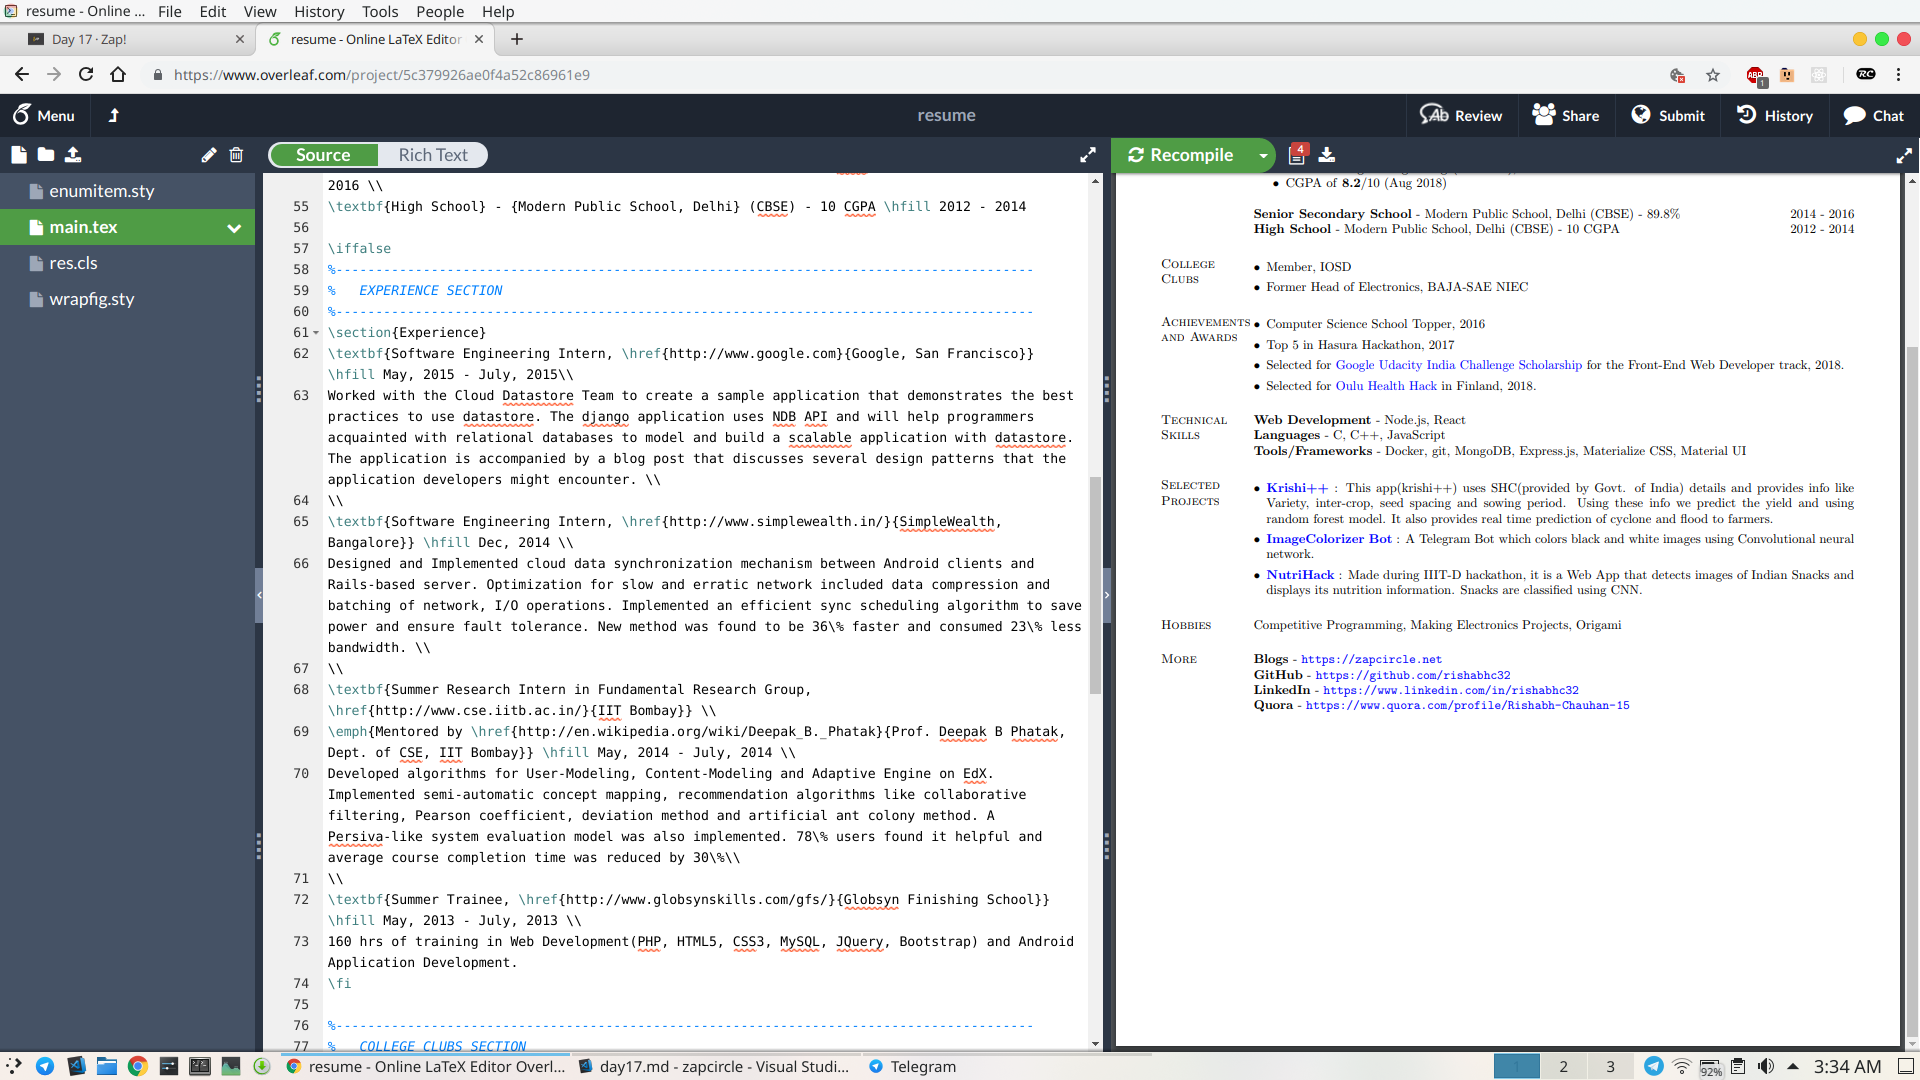 resume - Online ... File Edit View History Tools People Help
Day 17 · Zap!
resume - Online LaTeX Editor
https://www.overleaf.com/project/5c379926ae0f4a52c86961e9
ABP 1
RC
Menu
resume
Ab Review
Share
Submit
History
Chat
Source
Rich Text
Recompile
4
enumitem.sty
main.tex
res.cls
wrapfig.sty
2016 \\
55 \textbf{High School} - {Modern Public School, Delhi} (CBSE) - 10 CGPA \hfill 2012 - 2014
56
57 \iffalse
58 %----------------------------------------------------------------------------------------
59 % EXPERIENCE SECTION
60 %----------------------------------------------------------------------------------------
61 \section{Experience}
62 \textbf{Software Engineering Intern, \href{http://www.google.com}{Google, San Francisco}}
\hfill May, 2015 - July, 2015\\
63 Worked with the Cloud Datastore Team to create a sample application that demonstrates the best
practices to use datastore. The django application uses NDB API and will help programmers
acquainted with relational databases to model and build a scalable application with datastore.
The application is accompanied by a blog post that discusses several design patterns that the
application developers might encounter. \\
64 \\
65 \textbf{Software Engineering Intern, \href{http://www.simplewealth.in/}{SimpleWealth,
Bangalore}} \hfill Dec, 2014 \\
66 Designed and Implemented cloud data synchronization mechanism between Android clients and
Rails-based server. Optimization for slow and erratic network included data compression and
batching of network, I/O operations. Implemented an efficient sync scheduling algorithm to save
power and ensure fault tolerance. New method was found to be 36\% faster and consumed 23\% less
bandwidth. \\
67 \\
68 \textbf{Summer Research Intern in Fundamental Research Group,
\href{http://www.cse.iitb.ac.in/}{IIT Bombay}} \\
69 \emph{Mentored by \href{http://en.wikipedia.org/wiki/Deepak_B._Phatak}{Prof. Deepak B Phatak,
Dept. of CSE, IIT Bombay}} \hfill May, 2014 - July, 2014 \\
70 Developed algorithms for User-Modeling, Content-Modeling and Adaptive Engine on EdX.
Implemented semi-automatic concept mapping, recommendation algorithms like collaborative
filtering, Pearson coefficient, deviation method and artificial ant colony method. A
Persiva-like system evaluation model was also implemented. 78\% users found it helpful and
average course completion time was reduced by 30\%\\
71 \\
72 \textbf{Summer Trainee, \href{http://www.globsynskills.com/gfs/}{Globsyn Finishing School}}
\hfill May, 2013 - July, 2013 \\
73 160 hrs of training in Web Development(PHP, HTML5, CSS3, MySQL, JQuery, Bootstrap) and Android
Application Development.
74 \fi
75
76 %----------------------------------------------------------------------------------------
77 % COLLEGE CLUBS SECTION
• CGPA of 8.2/10 (Aug 2018)
Senior Secondary School - Modern Public School, Delhi (CBSE) - 89.8% 2014 - 2016
High School - Modern Public School, Delhi (CBSE) - 10 CGPA 2012 - 2014
College Clubs
• Member, IOSD
• Former Head of Electronics, BAJA-SAE NIEC
Achievements and Awards
• Computer Science School Topper, 2016
• Top 5 in Hasura Hackathon, 2017
• Selected for Google Udacity India Challenge Scholarship for the Front-End Web Developer track, 2018.
• Selected for Oulu Health Hack in Finland, 2018.
Technical Skills
Web Development - Node.js, React
Languages - C, C++, JavaScript
Tools/Frameworks - Docker, git, MongoDB, Express.js, Materialize CSS, Material UI
Selected Projects
• Krishi++ : This app(krishi++) uses SHC(provided by Govt. of India) details and provides info like
Variety, inter-crop, seed spacing and sowing period. Using these info we predict the yield and using
random forest model. It also provides real time prediction of cyclone and flood to farmers.
• ImageColorizer Bot : A Telegram Bot which colors black and white images using Convolutional neural
network.
• NutriHack : Made during IIIT-D hackathon, it is a Web App that detects images of Indian Snacks and
displays its nutrition information. Snacks are classified using CNN.
Hobbies
Competitive Programming, Making Electronics Projects, Origami
More
Blogs - https://zapcircle.net
GitHub - https://github.com/rishabhc32
LinkedIn - https://www.linkedin.com/in/rishabhc32
Quora - https://www.quora.com/profile/Rishabh-Chauhan-15
resume - Online LaTeX Editor Overl...
day17.md - zapcircle - Visual Studi...
Telegram
1 2 3
92%
3:34 AM